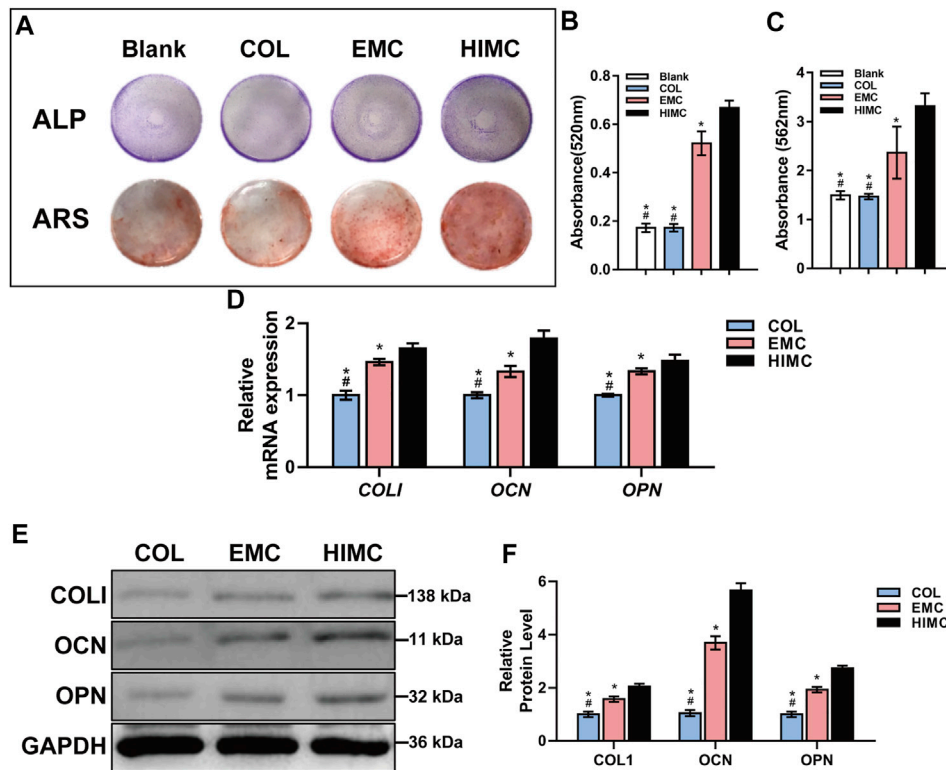 A
Blank COL EMC HIMC
ALP
ARS
B
Absorbance(520nm)
0.8
0.6
0.4
0.2
0.0
Blank
COL
EMC
HIMC
*
#
*
#
*
C
Absorbance (562nm)
4
3
2
1
0
Blank
COL
EMC
HIMC
*
#
*
#
*
D
Relative
mRNA expression
2
1
0
*
#
*
*
#
*
*
#
*
COLI OCN OPN
COL
EMC
HIMC
E
COL EMC HIMC
COLI 138 kDa
OCN 11 kDa
OPN 32 kDa
GAPDH 36 kDa
F
Relative
Protein Level
6
4
2
0
*
#
*
*
#
*
*
#
*
COL1 OCN OPN
COL
EMC
HIMC